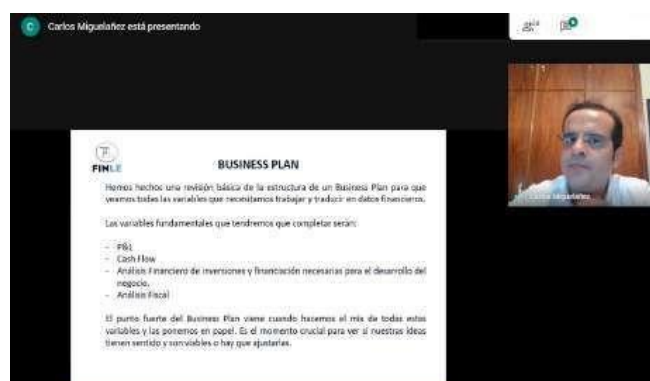 C Carlos Miguelañez está presentando
FINLE
BUSINESS PLAN
Hemos hechos una revisión básica de la estructura de un Business Plan para que
veamos todas las variables que necesitamos trabajar y traducir en datos financieros.
Las variables fundamentales que tendremos que completar serán:
- P&L
- Cash Flow
- Análisis Financiero de inversiones y financiación necesarias para el desarrollo del
negocio.
- Análisis Fiscal
El punto fuerte del Business Plan viene cuando hacemos el mix de todas estas
variables y las ponemos en papel. Es el momento crucial para ver si nuestras ideas
tienen sentido y son viables o hay que ajustarlas.
Carlos Miguelañez